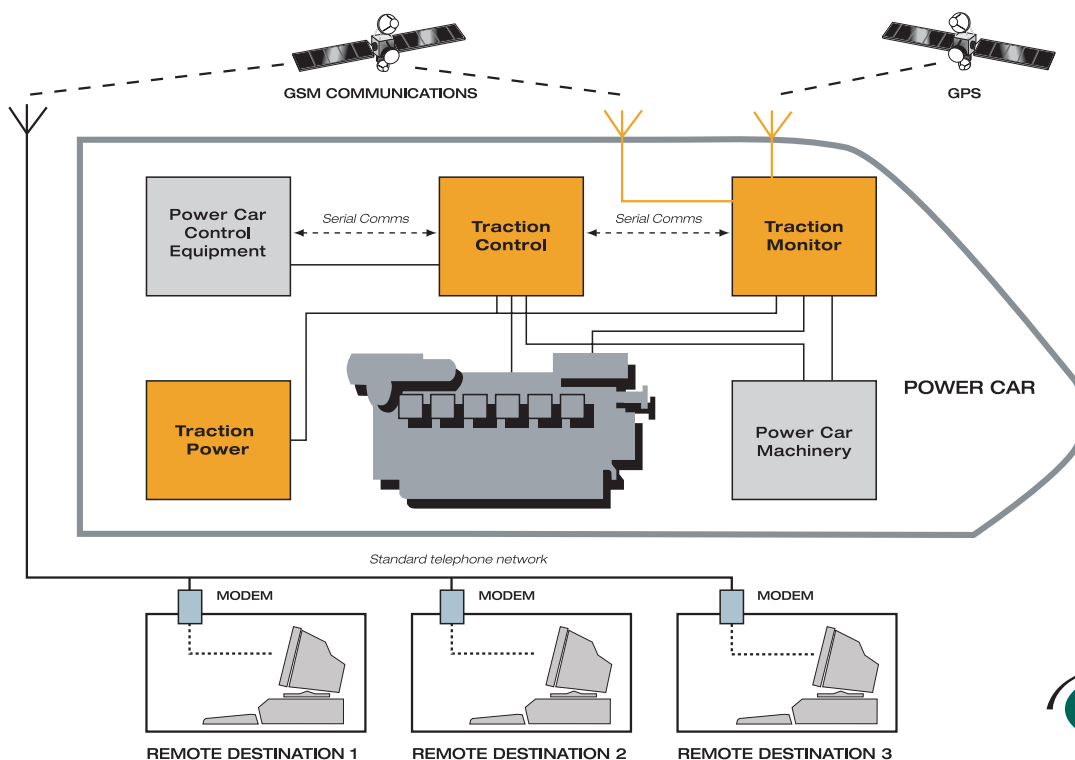 GSM COMMUNICATIONS
GPS
Power Car
Control
Equipment
Serial Comms
Traction
Control
Serial Comms
Traction
Monitor
POWER CAR
Traction
Power
Power Car
Machinery
Standard telephone network
MODEM
MODEM
MODEM
REMOTE DESTINATION 1
REMOTE DESTINATION 2
REMOTE DESTINATION 3